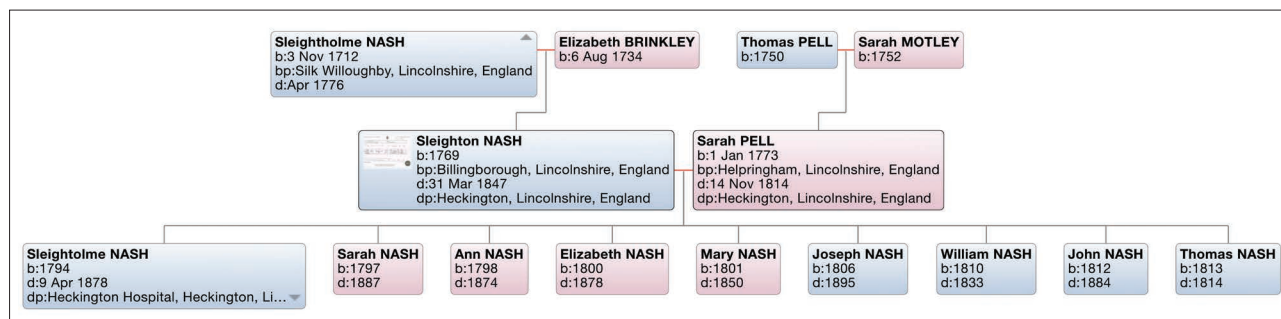 Sleightholme NASH
b:3 Nov 1712
bp:Silk Willoughby, Lincolnshire, England
d:Apr 1776
Elizabeth BRINKLEY
b:6 Aug 1734
Thomas PELL
b:1750
Sarah MOTLEY
b:1752
Sleighton NASH
b:1769
bp:Billingborough, Lincolnshire, England
d:31 Mar 1847
dp:Heckington, Lincolnshire, England
Sarah PELL
b:1 Jan 1773
bp:Helpringham, Lincolnshire, England
d:14 Nov 1814
dp:Heckington, Lincolnshire, England
Sleightolme NASH
b:1794
d:9 Apr 1878
dp:Heckington Hospital, Heckington, Li...
Sarah NASH
b:1797
d:1887
Ann NASH
b:1798
d:1874
Elizabeth NASH
b:1800
d:1878
Mary NASH
b:1801
d:1850
Joseph NASH
b:1806
d:1895
William NASH
b:1810
d:1833
John NASH
b:1812
d:1884
Thomas NASH
b:1813
d:1814